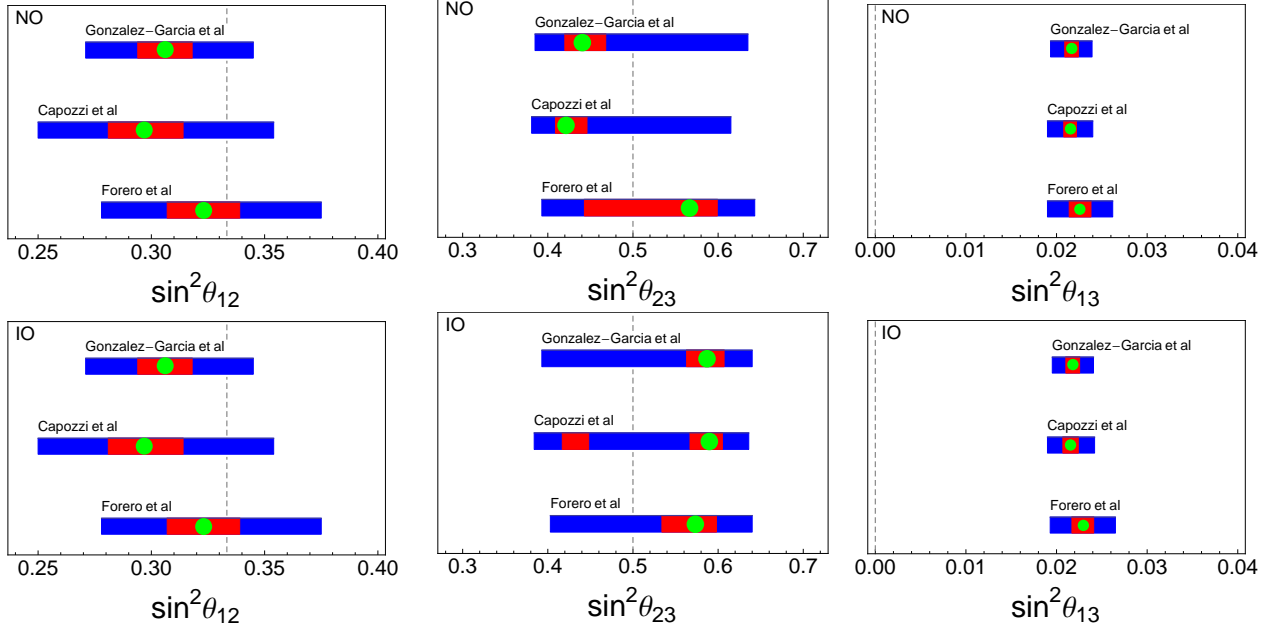 NO
Gonzalez-Garcia et al
Capozzi et al
Forero et al
0.25 0.30 0.35 0.40
sin²θ₁₂
NO
Gonzalez-Garcia et al
Capozzi et al
Forero et al
0.3 0.4 0.5 0.6 0.7
sin²θ₂₃
NO
Gonzalez-Garcia et al
Capozzi et al
Forero et al
0.00 0.01 0.02 0.03 0.04
sin²θ₁₃
IO
Gonzalez-Garcia et al
Capozzi et al
Forero et al
0.25 0.30 0.35 0.40
sin²θ₁₂
IO
Gonzalez-Garcia et al
Capozzi et al
Forero et al
0.3 0.4 0.5 0.6 0.7
sin²θ₂₃
IO
Gonzalez-Garcia et al
Capozzi et al
Forero et al
0.00 0.01 0.02 0.03 0.04
sin²θ₁₃